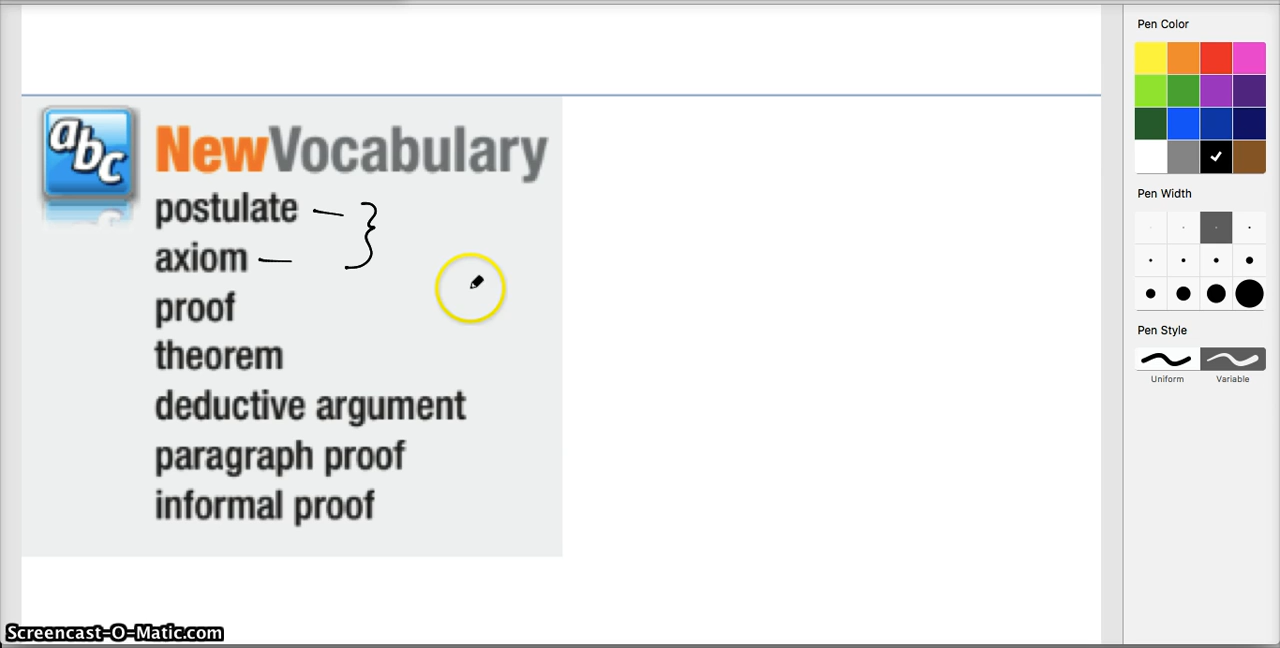 Pen Color
abc
NewVocabulary
postulate
axiom
proof
theorem
deductive argument
paragraph proof
informal proof
Pen Width
Pen Style
Uniform
Variable
Screencast-O-Matic.com